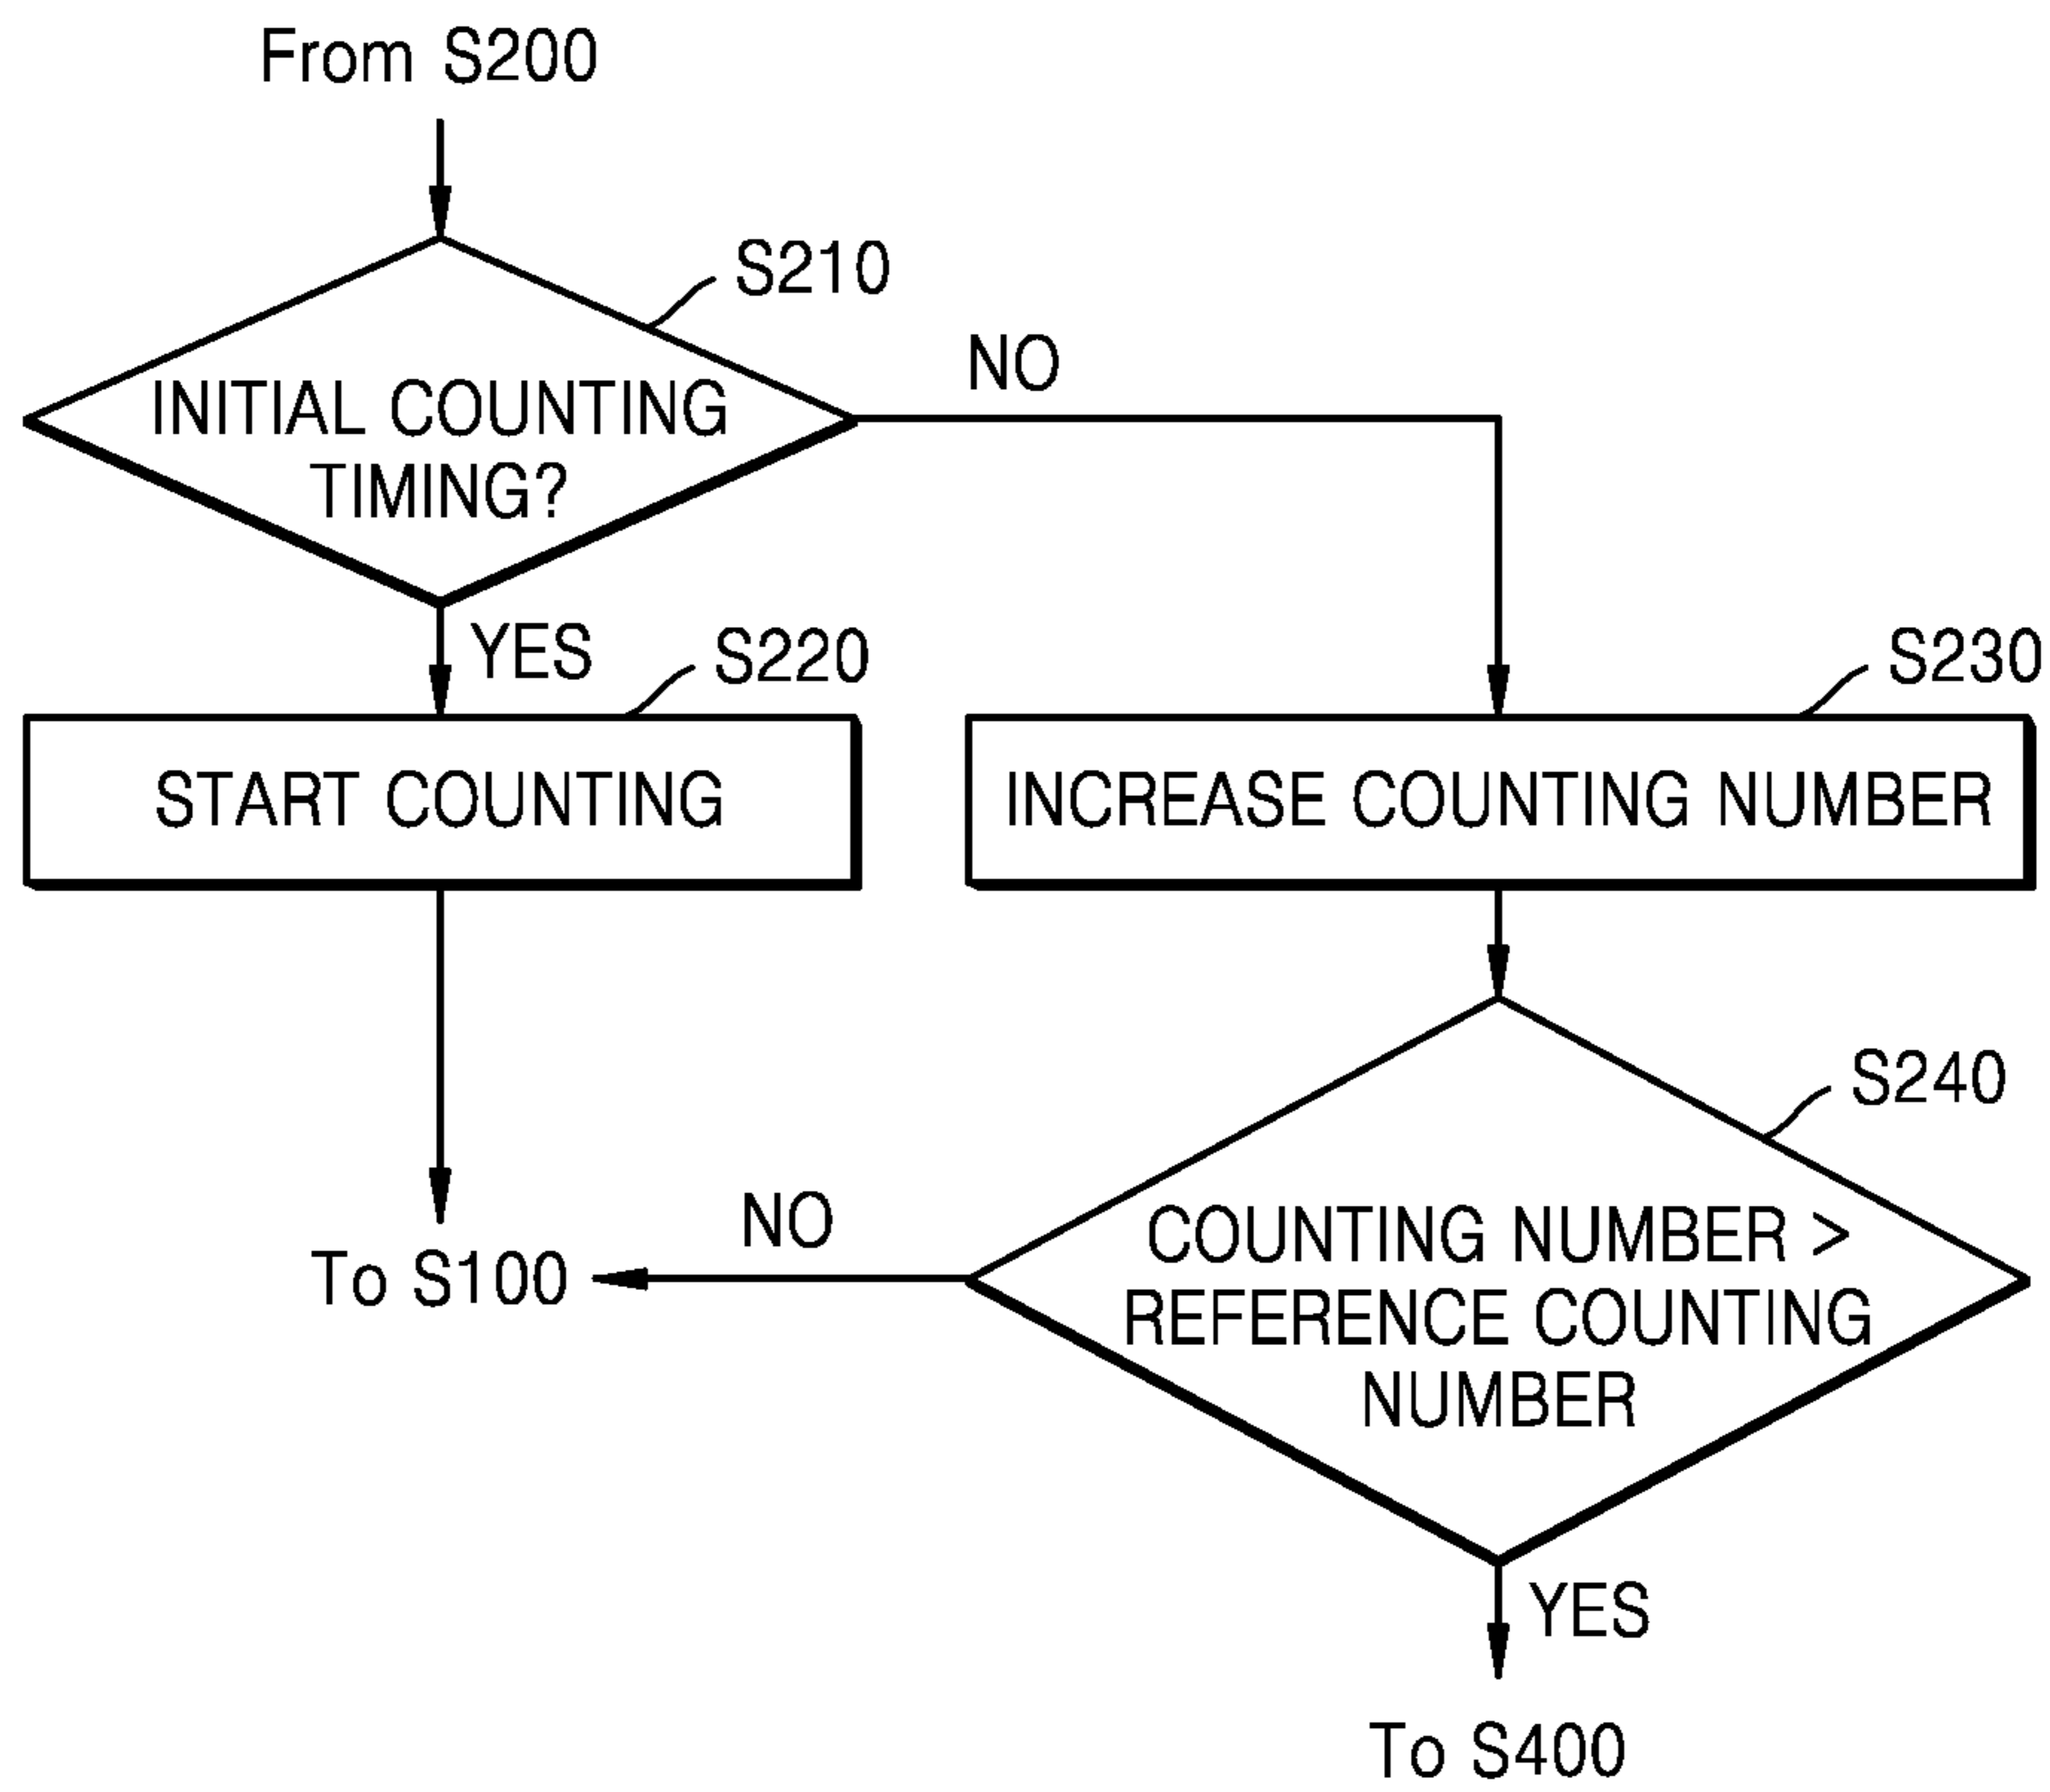 From S200
S210
INITIAL COUNTING
TIMING?
NO
YES
S220
START COUNTING
S230
INCREASE COUNTING NUMBER
S240
COUNTING NUMBER >
REFERENCE COUNTING
NUMBER
NO
To S100
YES
To S400